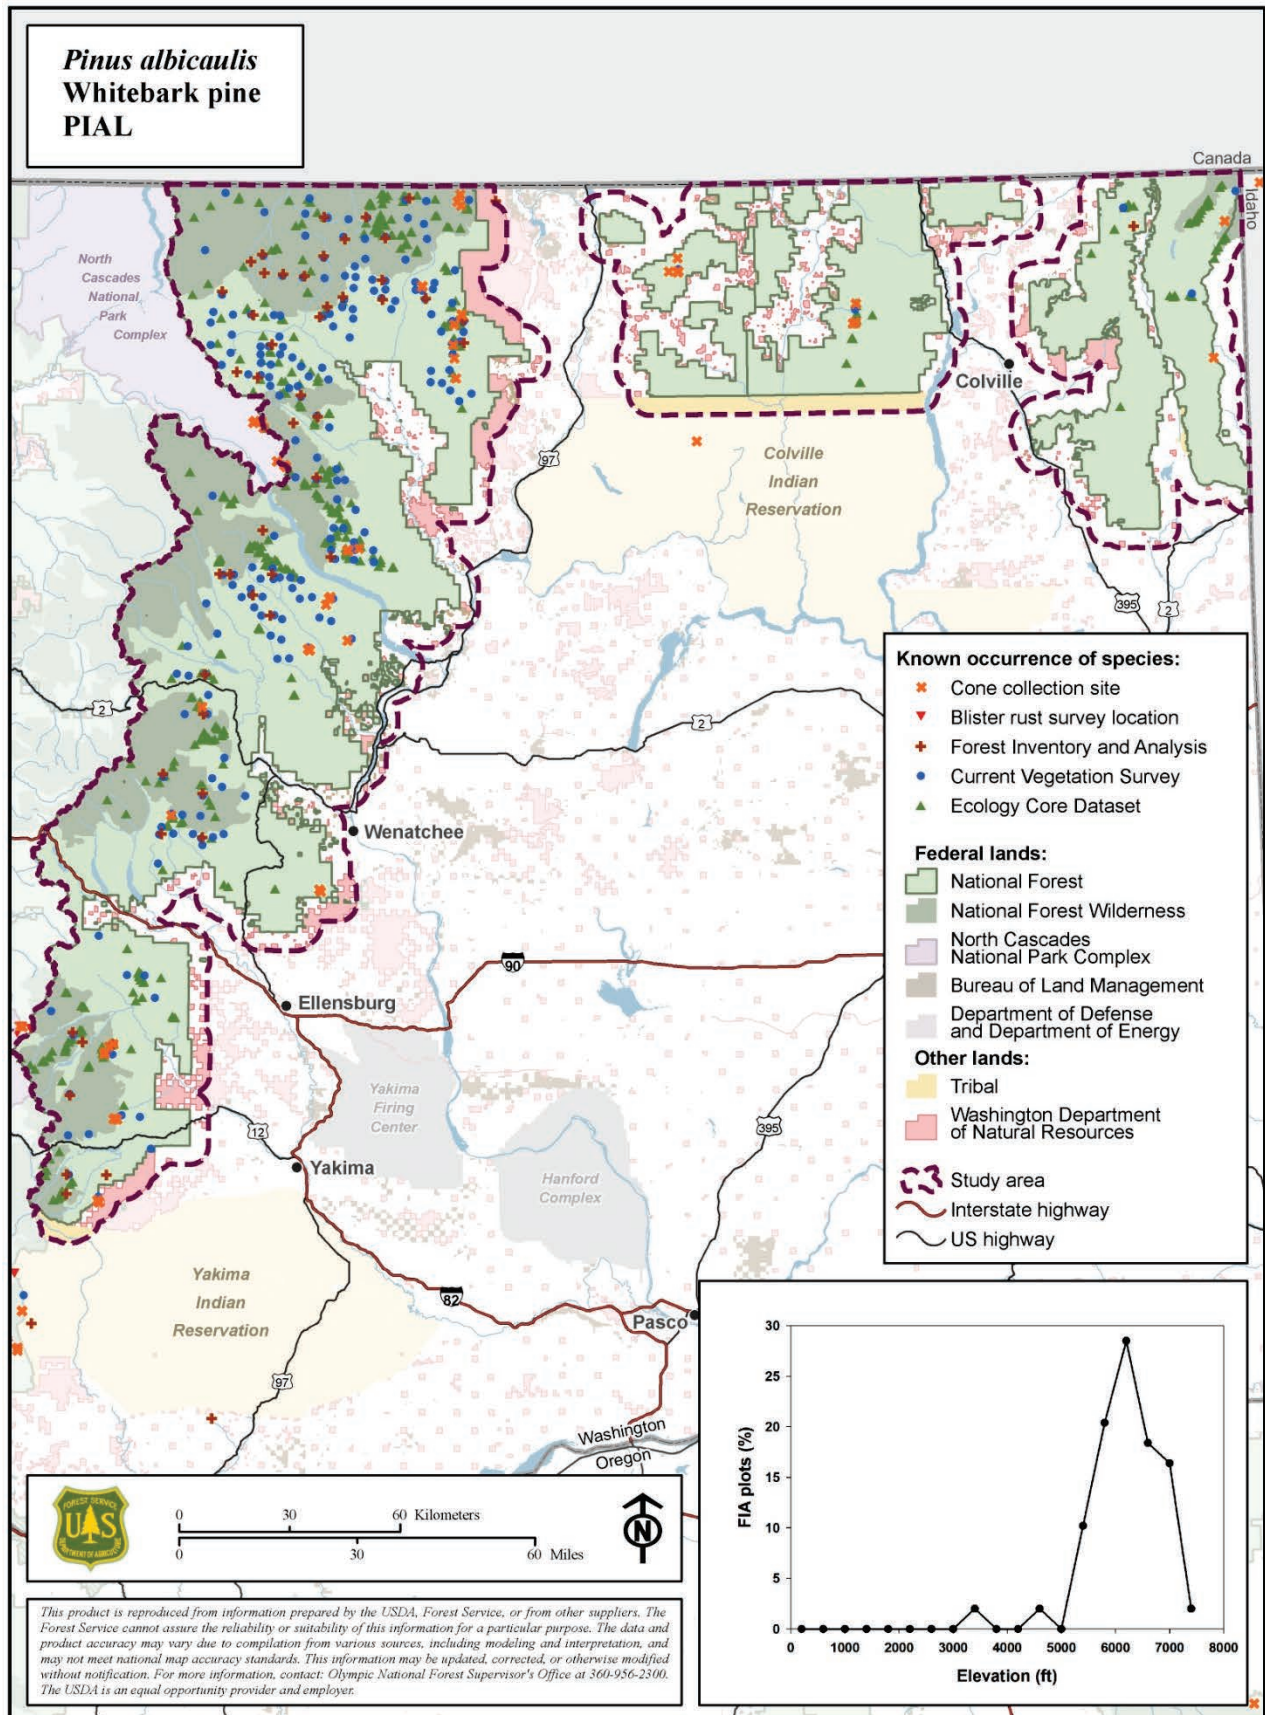 Pinus albicaulis
Whitebark pine
PIAL
Canada
Idaho
North
Cascades
National
Park
Complex
Colville
97
Colville
Indian
Reservation
395
2
2
2
Wenatchee
90
Ellensburg
Yakima
Firing
Center
12
395
Yakima
Hanford
Complex
Yakima
Indian
Reservation
82
Pasco
97
Washington
Oregon
Known occurrence of species:
Cone collection site
Blister rust survey location
Forest Inventory and Analysis
Current Vegetation Survey
Ecology Core Dataset
Federal lands:
National Forest
National Forest Wilderness
North Cascades
National Park Complex
Bureau of Land Management
Department of Defense
and Department of Energy
Other lands:
Tribal
Washington Department
of Natural Resources
Study area
Interstate highway
US highway
FOREST SERVICE
U S
DEPARTMENT OF AGRICULTURE
0 30 60 Kilometers
0 30 60 Miles
N
This product is reproduced from information prepared by the USDA, Forest Service, or from other suppliers. The
Forest Service cannot assure the reliability or suitability of this information for a particular purpose. The data and
product accuracy may vary due to compilation from various sources, including modeling and interpretation, and
may not meet national map accuracy standards. This information may be updated, corrected, or otherwise modified
without notification. For more information, contact: Olympic National Forest Supervisor's Office at 360-956-2300.
The USDA is an equal opportunity provider and employer.
FIA plots (%)
30
25
20
15
10
5
0
0 1000 2000 3000 4000 5000 6000 7000 8000
Elevation (ft)